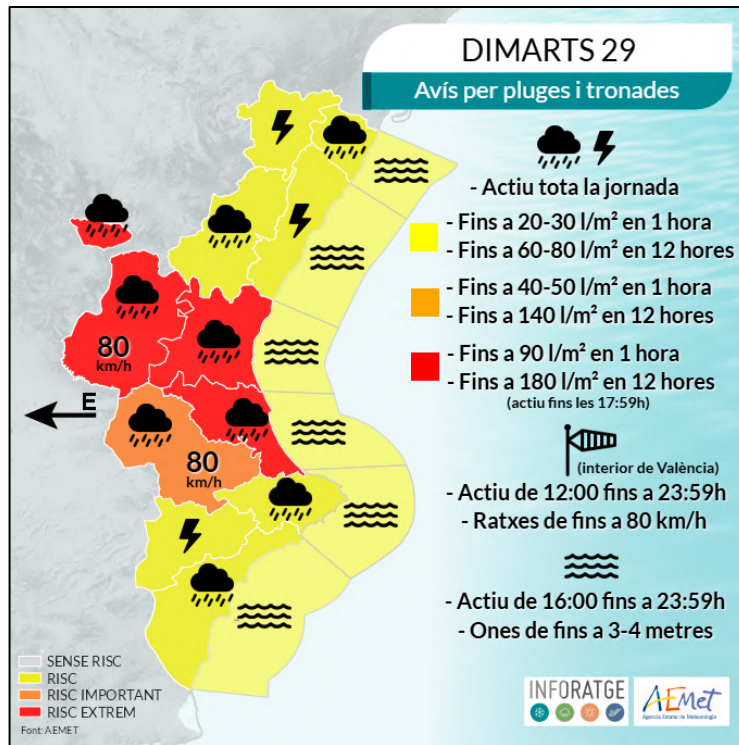 DIMARTS 29
Avís per pluges i tronades
- Actiu tota la jornada
- Fins a 20-30 l/m² en 1 hora
- Fins a 60-80 l/m² en 12 hores
- Fins a 40-50 l/m² en 1 hora
- Fins a 140 l/m² en 12 hores
- Fins a 90 l/m² en 1 hora
- Fins a 180 l/m² en 12 hores
(actiu fins les 17:59h)
(interior de València)
- Actiu de 12:00 fins a 23:59h
- Ratxes de fins a 80 km/h
- Actiu de 16:00 fins a 23:59h
- Ones de fins a 3-4 metres
80
km/h
E
80
km/h
SENSE RISC
RISC
RISC IMPORTANT
RISC EXTREM
Font: AEMET
INFORATGE
AEMet
Agencia Estatal de Meteorología